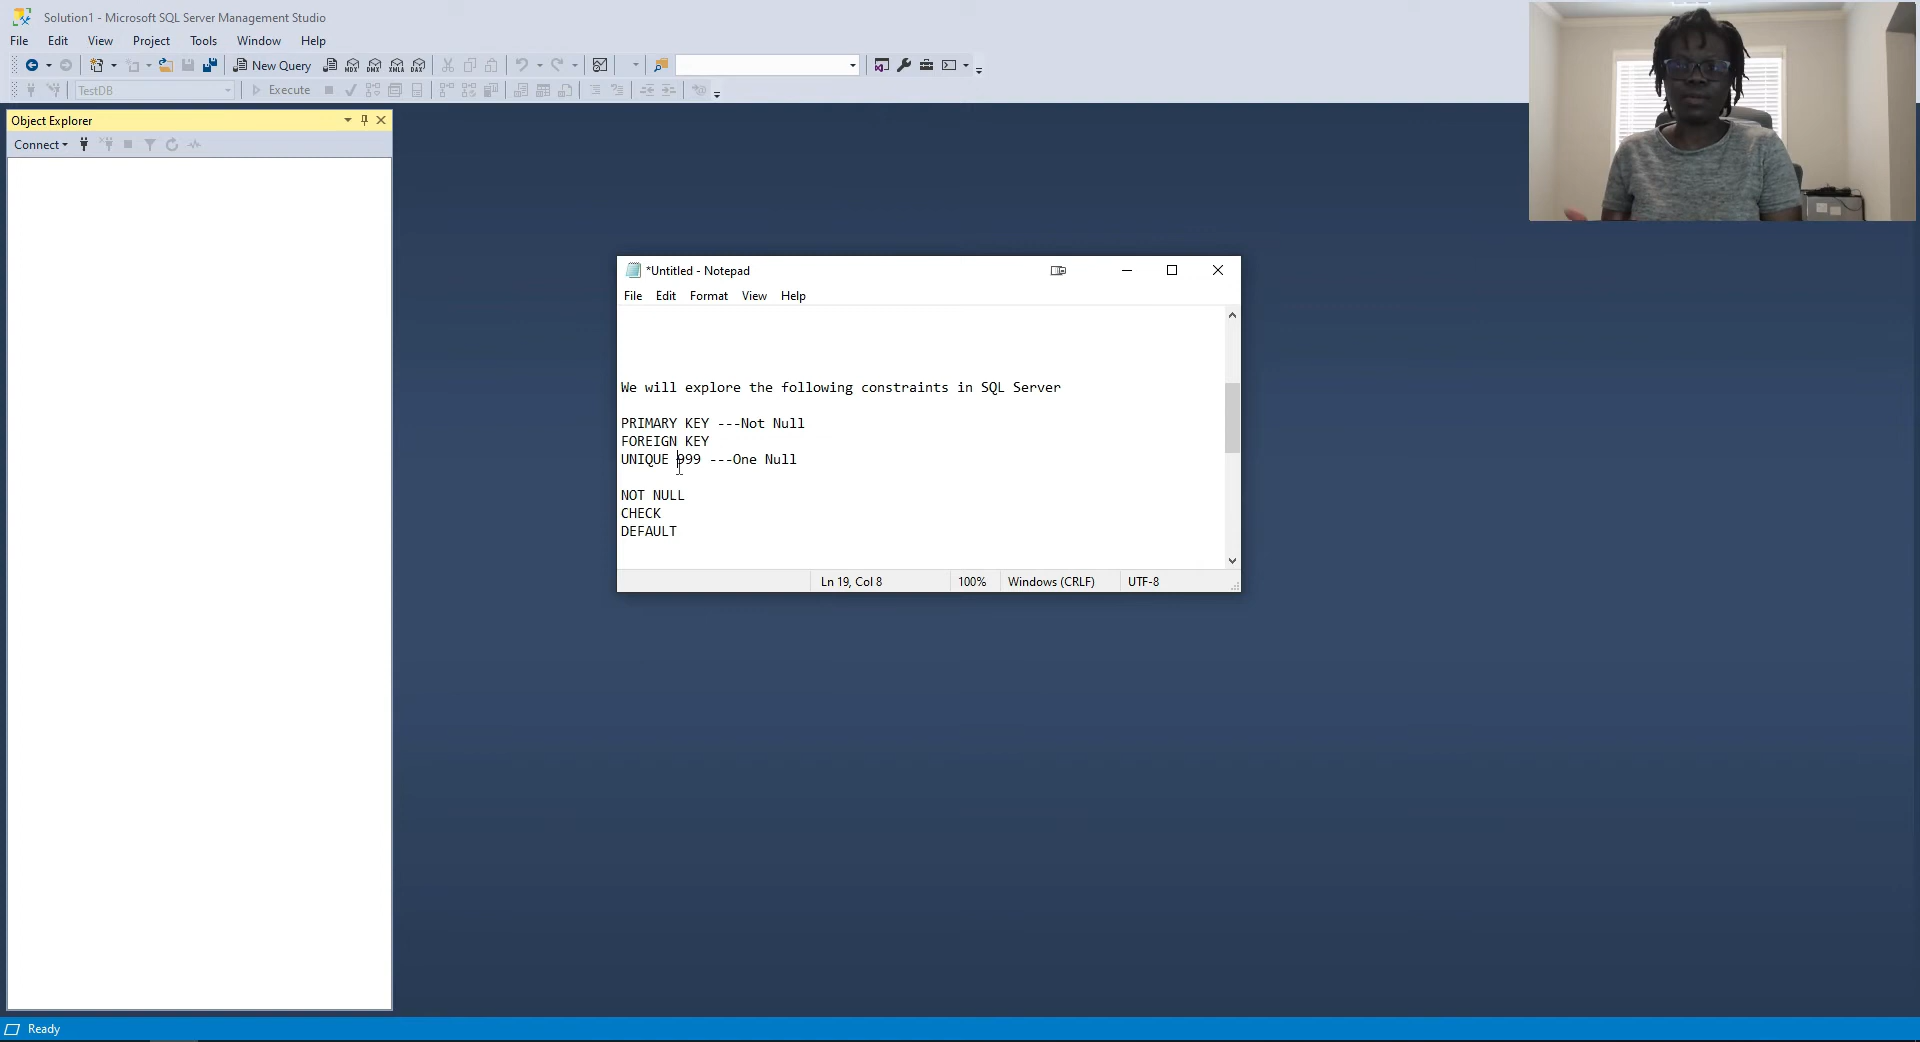 Solution1 - Microsoft SQL Server Management Studio
File Edit View Project Tools Window Help
New Query
TestDB Execute
Object Explorer
Connect
*Untitled - Notepad
File Edit Format View Help
We will explore the following constraints in SQL Server
PRIMARY KEY ---Not Null
FOREIGN KEY
UNIQUE 999 ---One Null
NOT NULL
CHECK
DEFAULT
Ln 19, Col 8 100% Windows (CRLF) UTF-8
Ready